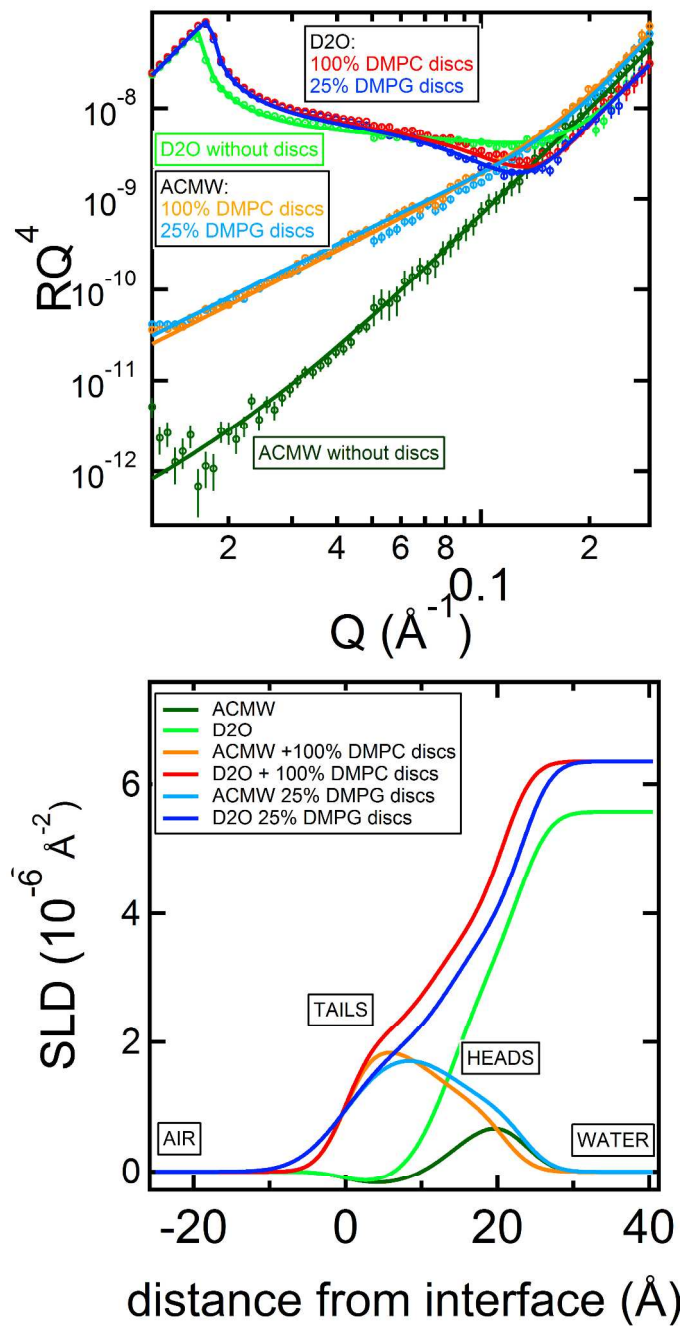 D2O:
100% DMPC discs
25% DMPG discs
10⁻⁸
D2O without discs
10⁻⁹
ACMW:
100% DMPC discs
25% DMPG discs
RQ⁴
10⁻¹⁰
10⁻¹¹
ACMW without discs
10⁻¹²
2 4 6 8 2
0.1
Q (Å⁻¹)
ACMW
D2O
ACMW +100% DMPC discs
D2O + 100% DMPC discs
ACMW 25% DMPG discs
D2O 25% DMPG discs
6
SLD (10⁻⁶ Å⁻²)
4
TAILS
2
HEADS
AIR
WATER
0
-20 0 20 40
distance from interface (Å)